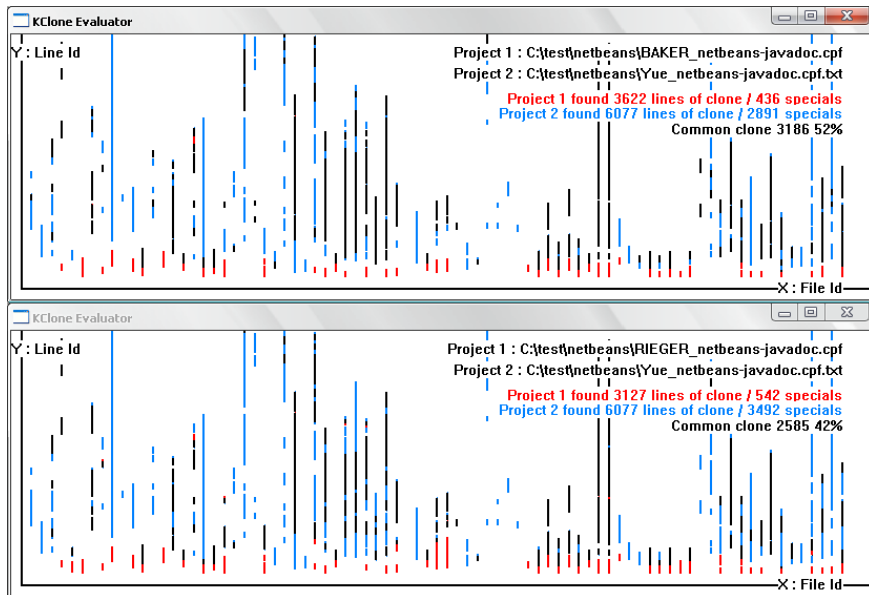 KClone Evaluator
Y : Line Id
Project 1 : C:\test\netbeans\BAKER_netbeans-javadoc.cpf
Project 2 : C:\test\netbeans\Yue_netbeans-javadoc.cpf.txt
Project 1 found 3622 lines of clone / 436 specials
Project 2 found 6077 lines of clone / 2891 specials
Common clone 3186 52%
X : File Id
KClone Evaluator
Y : Line Id
Project 1 : C:\test\netbeans\RIEGER_netbeans-javadoc.cpf
Project 2 : C:\test\netbeans\Yue_netbeans-javadoc.cpf.txt
Project 1 found 3127 lines of clone / 542 specials
Project 2 found 6077 lines of clone / 3492 specials
Common clone 2585 42%
X : File Id